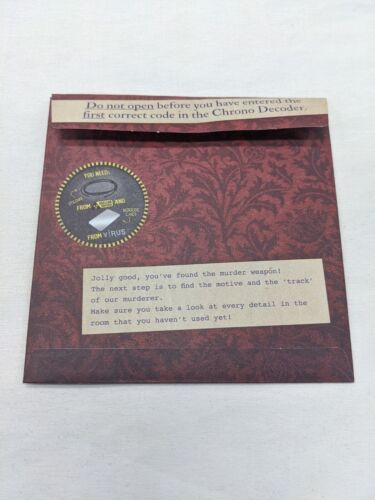 Do not open before you have entered the
first correct code in the Chrono Decoder.
YOU NEED:
FROM AND
FROM V!RUS
Jolly good, you've found the murder weapon!
The next step is to find the motive and the 'track'
of our murderer.
Make sure you take a look at every detail in the
room that you haven't used yet!